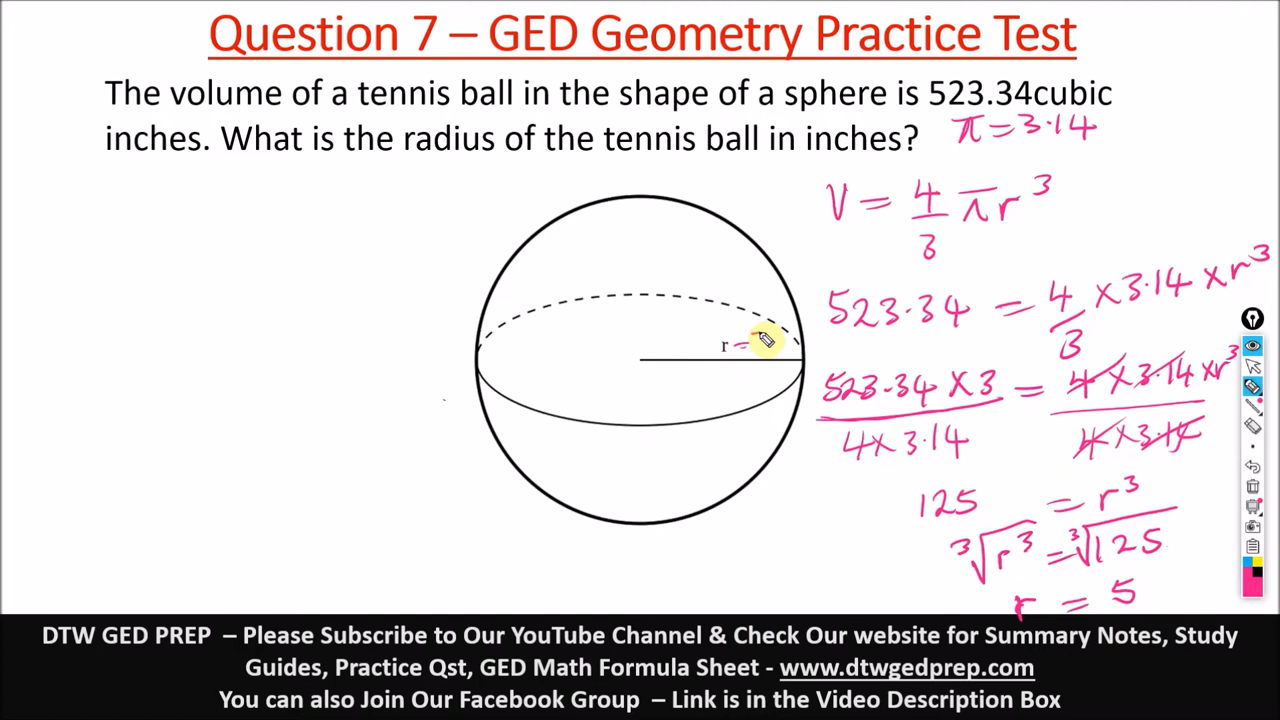 Question 7 – GED Geometry Practice Test
The volume of a tennis ball in the shape of a sphere is 523.34cubic
inches. What is the radius of the tennis ball in inches?
π = 3.14
V = 4/3 πr³
523.34 = 4/3 × 3.14 × r³
r =
523.34 × 3 / 4 × 3.14 = 4 × 3.14 × r³ / 4 × 3.14
125 = r³
³√r³ = ³√125
r = 5
DTW GED PREP – Please Subscribe to Our YouTube Channel & Check Our website for Summary Notes, Study
Guides, Practice Qst, GED Math Formula Sheet - www.dtwgedprep.com
You can also Join Our Facebook Group – Link is in the Video Description Box